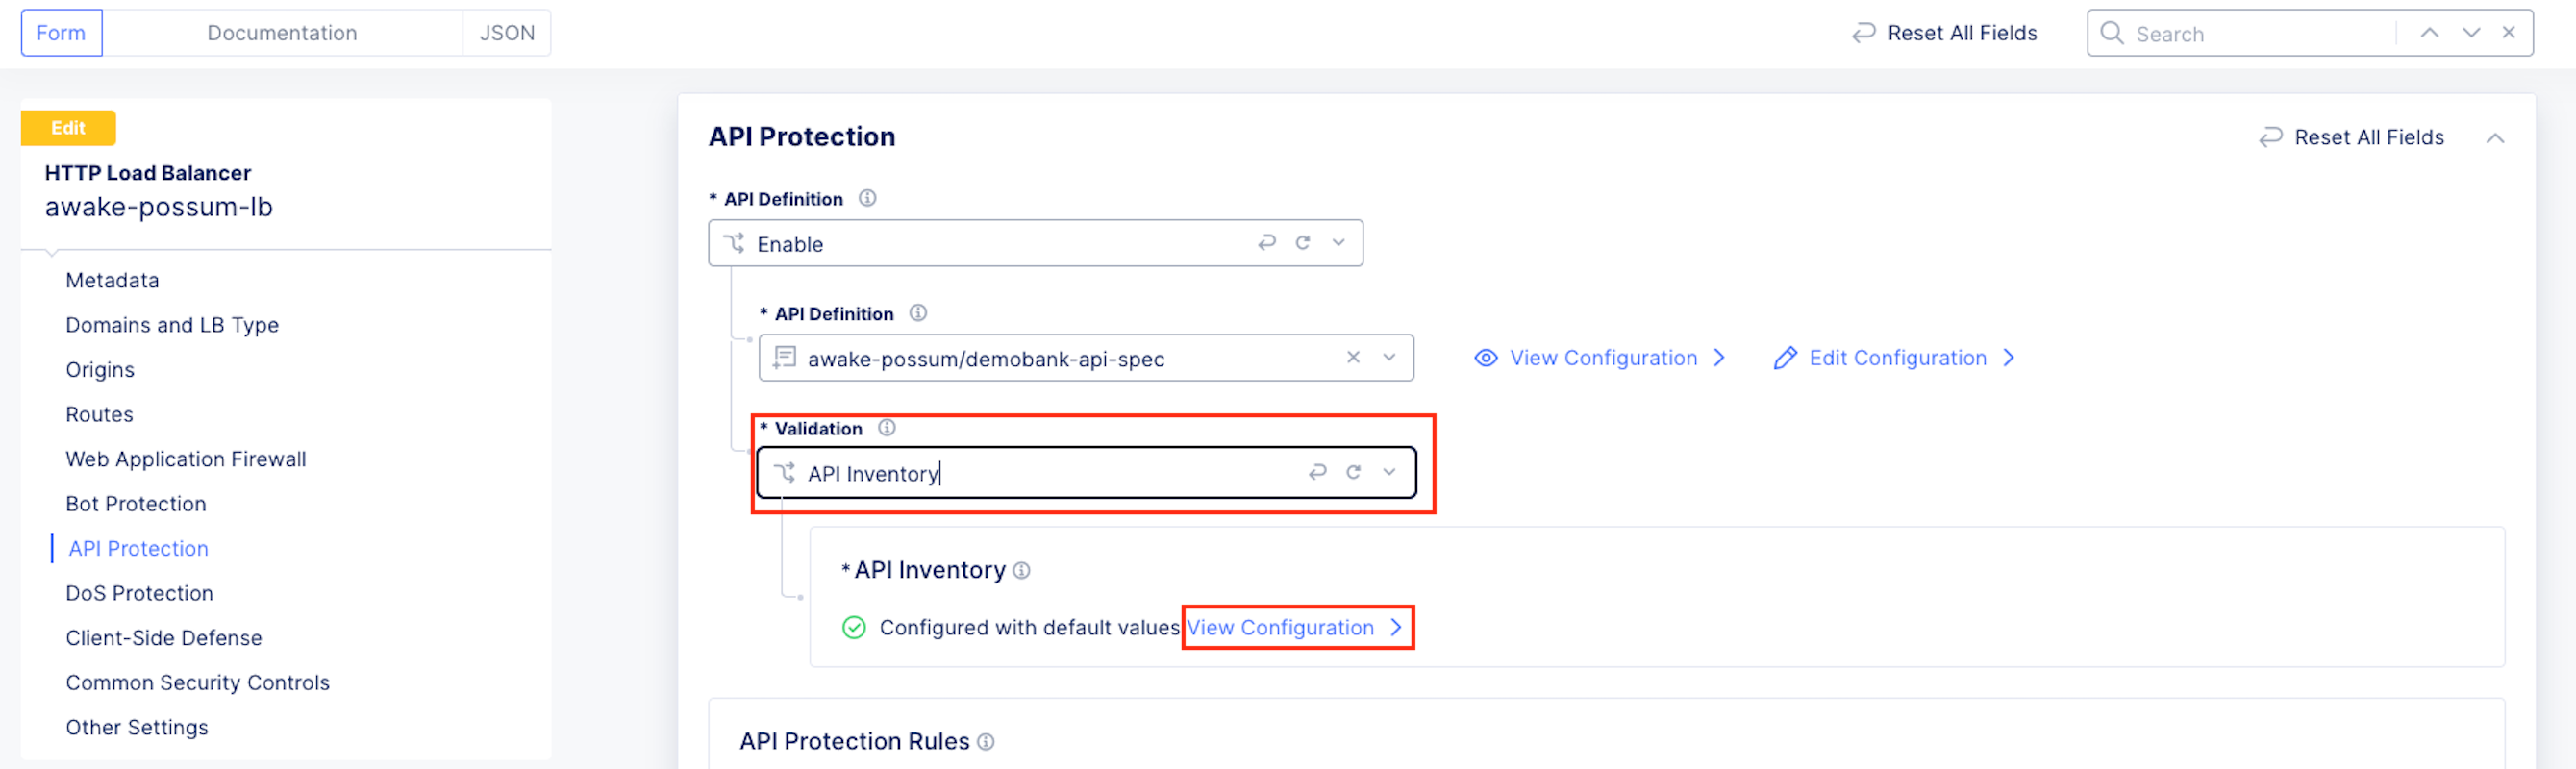 Form Documentation JSON
Reset All Fields
Search
Edit
HTTP Load Balancer
awake-possum-lb
Metadata
Domains and LB Type
Origins
Routes
Web Application Firewall
Bot Protection
API Protection
DoS Protection
Client-Side Defense
Common Security Controls
Other Settings
API Protection
Reset All Fields
* API Definition
Enable
* API Definition
awake-possum/demobank-api-spec
View Configuration
Edit Configuration
* Validation
API Inventory
* API Inventory
Configured with default values View Configuration
API Protection Rules